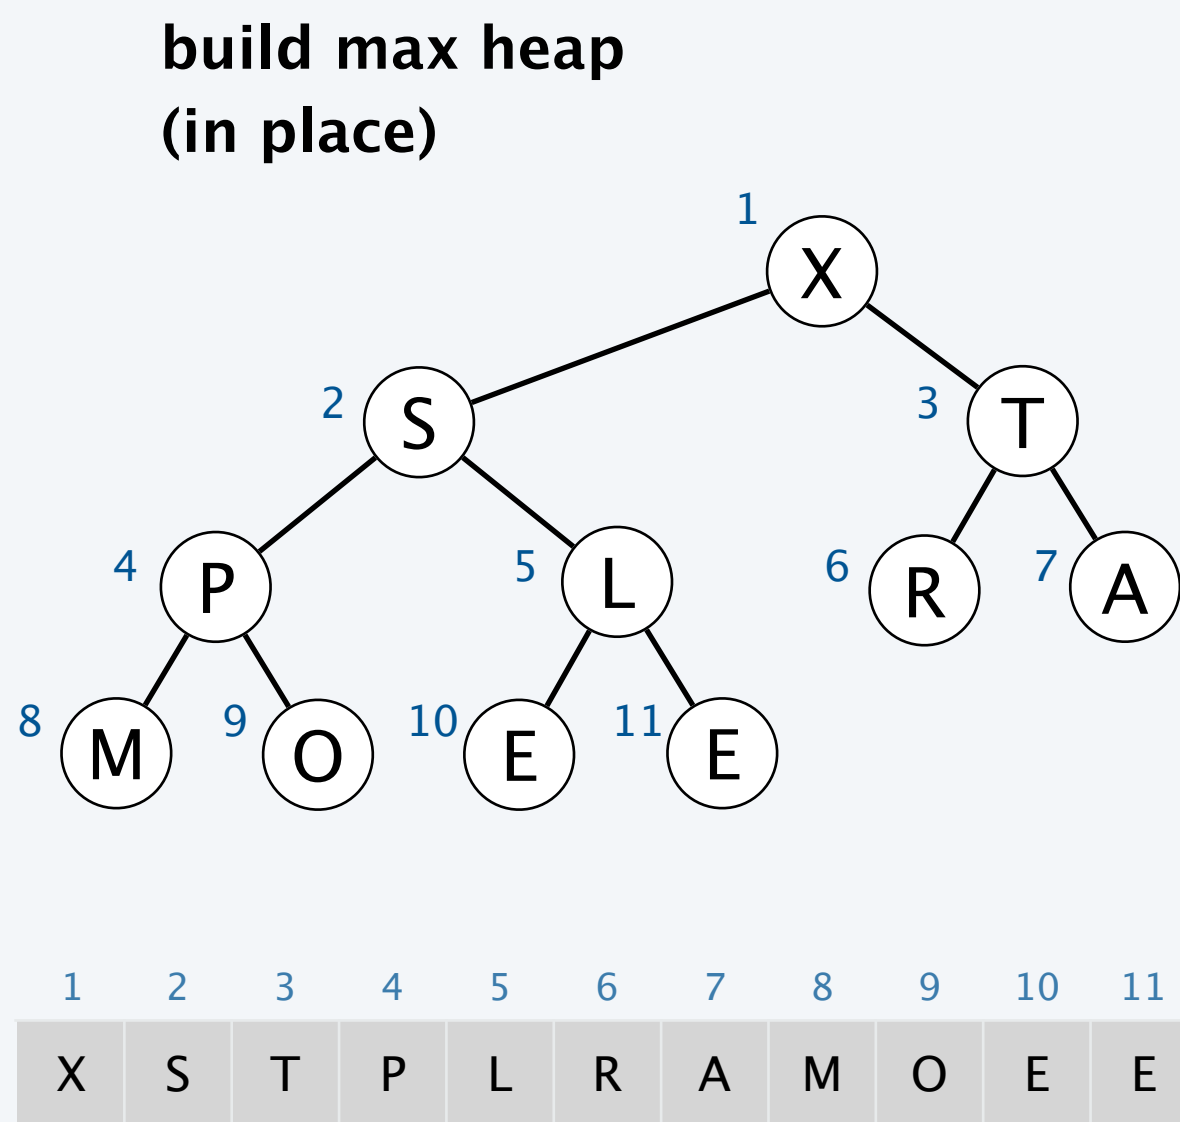 build max heap
(in place)
1
X
2
S
3
T
4
P
5
L
6
R
7
A
8
M
9
O
10
E
11
E
1 2 3 4 5 6 7 8 9 10 11
X S T P L R A M O E E